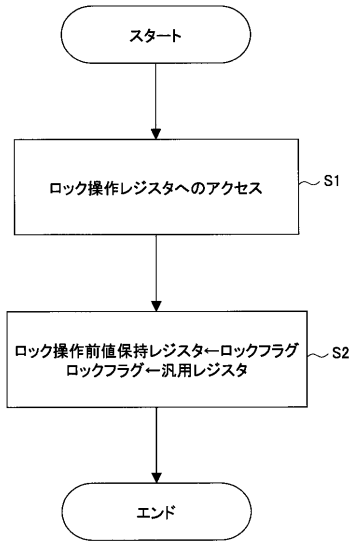 スタート
ロック操作レジスタへのアクセス
S1
ロック操作前値保持レジスタ←ロックフラグ
ロックフラグ←汎用レジスタ
S2
エンド